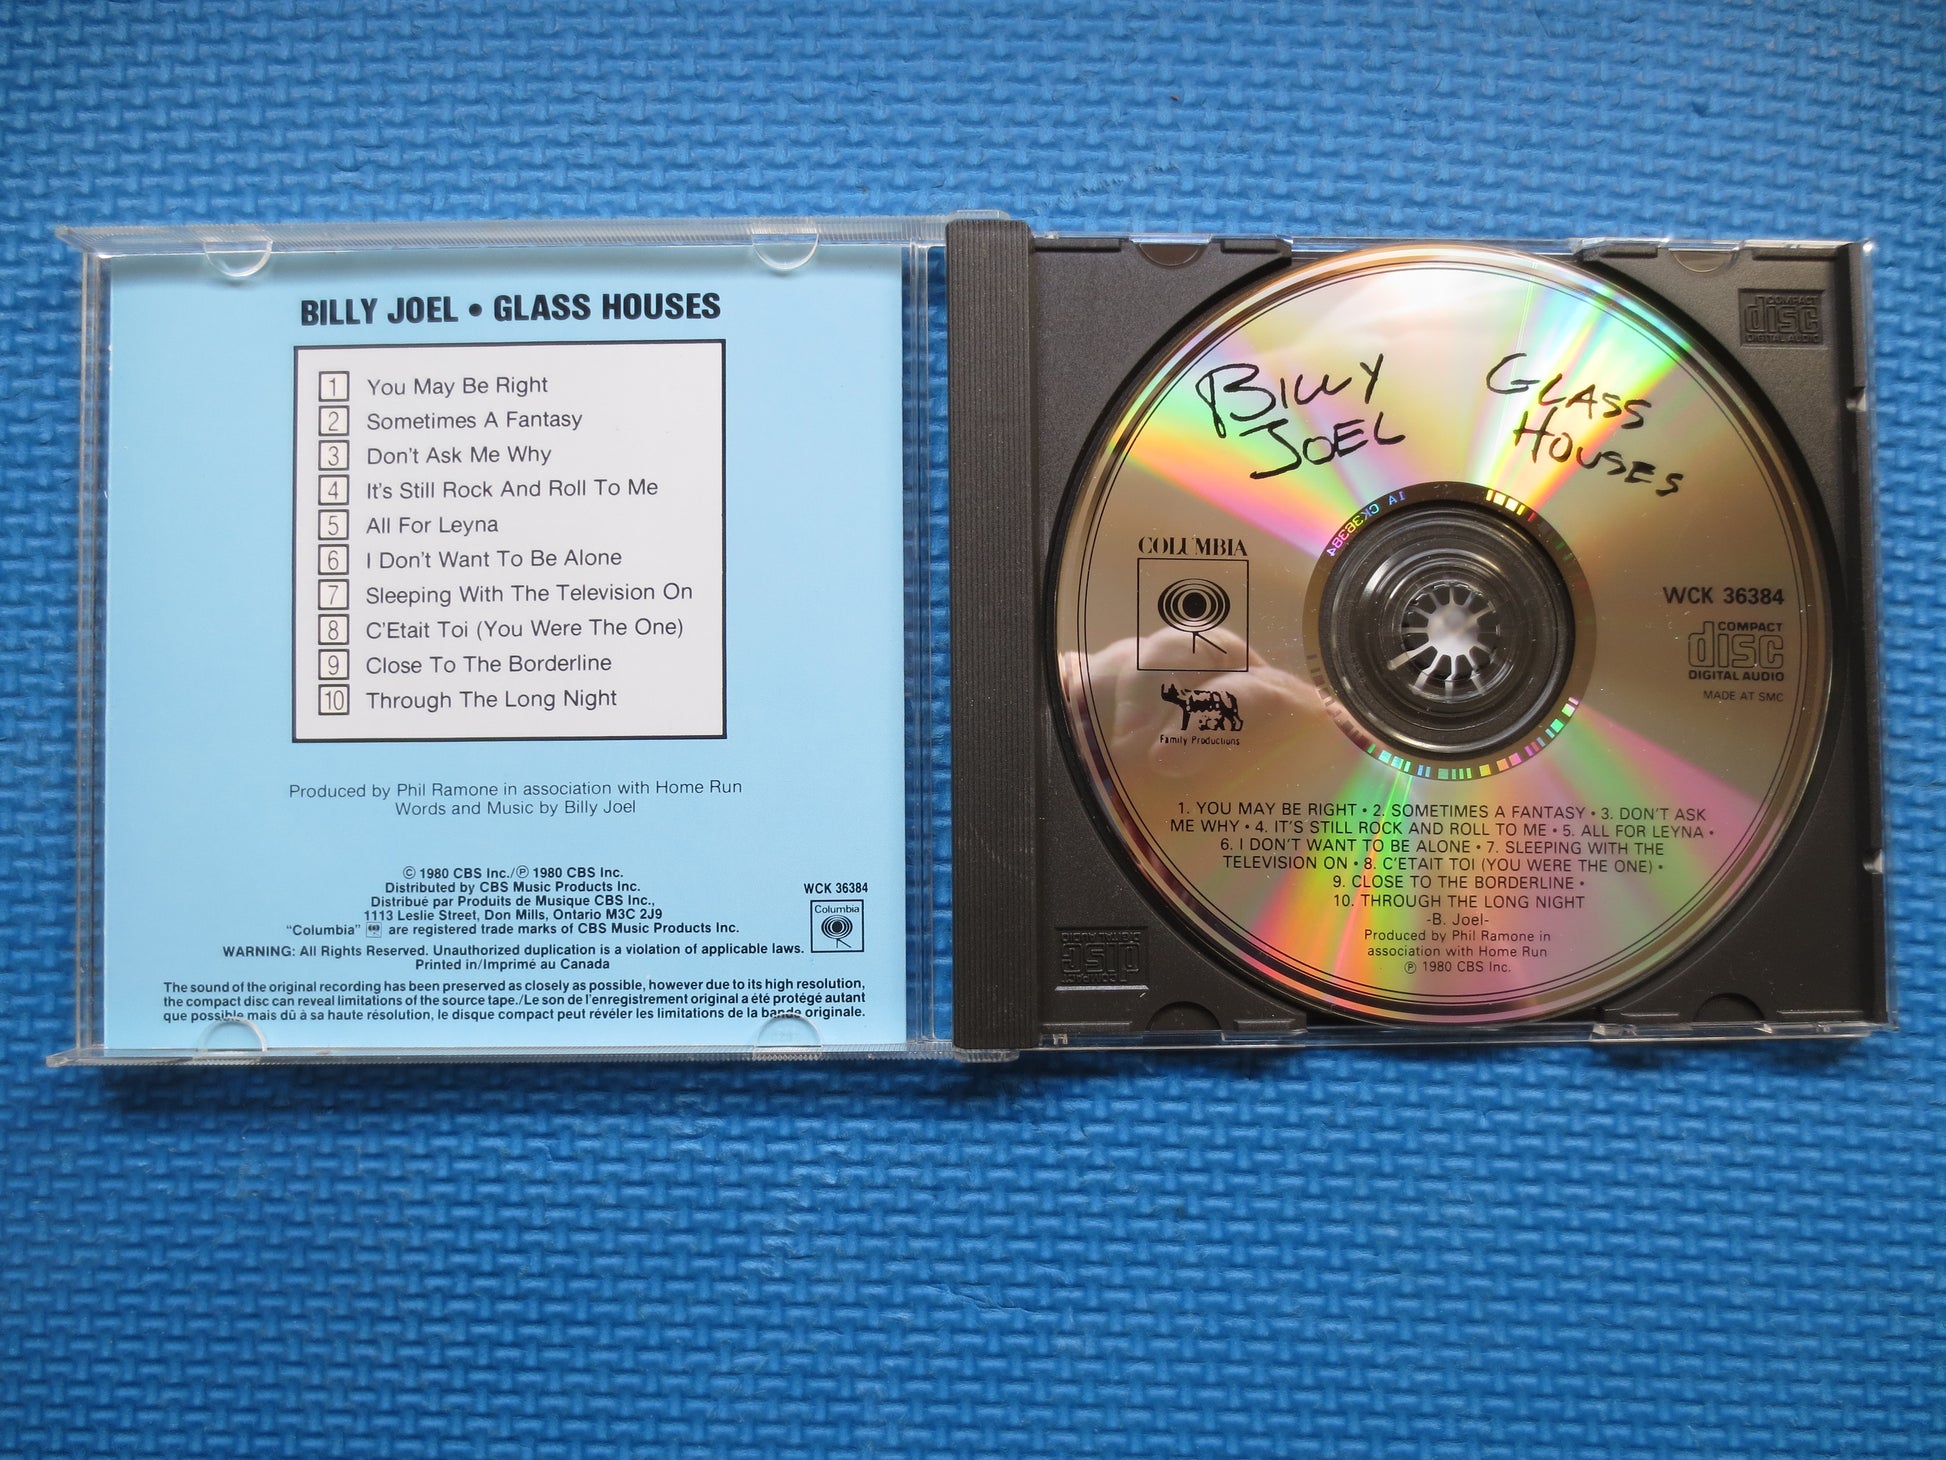 BILLY JOEL • GLASS HOUSES
1 You May Be Right
2 Sometimes A Fantasy
3 Don't Ask Me Why
4 It's Still Rock And Roll To Me
5 All For Leyna
6 I Don't Want To Be Alone
7 Sleeping With The Television On
8 C'Etait Toi (You Were The One)
9 Close To The Borderline
10 Through The Long Night
Produced by Phil Ramone in association with Home Run
Words and Music by Billy Joel
© 1980 CBS Inc./℗ 1980 CBS Inc.
Distributed by CBS Music Products Inc.
Distribué par Produits de Musique CBS Inc.,
1113 Leslie Street, Don Mills, Ontario M3C 2J9
"Columbia" are registered trade marks of CBS Music Products Inc.
WARNING: All Rights Reserved. Unauthorized duplication is a violation of applicable laws.
Printed in/Imprimé au Canada
WCK 36384
Columbia
The sound of the original recording has been preserved as closely as possible, however due to its high resolution,
the compact disc can reveal limitations of the source tape./Le son de l'enregistrement original a été protégé autant
que possible mais dû à sa haute résolution, le disque compact peut révéler les limitations de la bande originale.
BILLY
JOEL
GLASS
HOUSES
1A CK36384
COLUMBIA
Family Productions
WCK 36384
COMPACT
disc
DIGITAL AUDIO
MADE AT SMC
1. YOU MAY BE RIGHT • 2. SOMETIMES A FANTASY • 3. DON'T ASK
ME WHY • 4. IT'S STILL ROCK AND ROLL TO ME • 5. ALL FOR LEYNA •
6. I DON'T WANT TO BE ALONE • 7. SLEEPING WITH THE
TELEVISION ON • 8. C'ETAIT TOI (YOU WERE THE ONE) •
9. CLOSE TO THE BORDERLINE •
10. THROUGH THE LONG NIGHT
-B. Joel-
Produced by Phil Ramone in
association with Home Run
℗ 1980 CBS Inc.
COMPACT
disc
DIGITAL AUDIO
COMPACT
disc
DIGITAL AUDIO